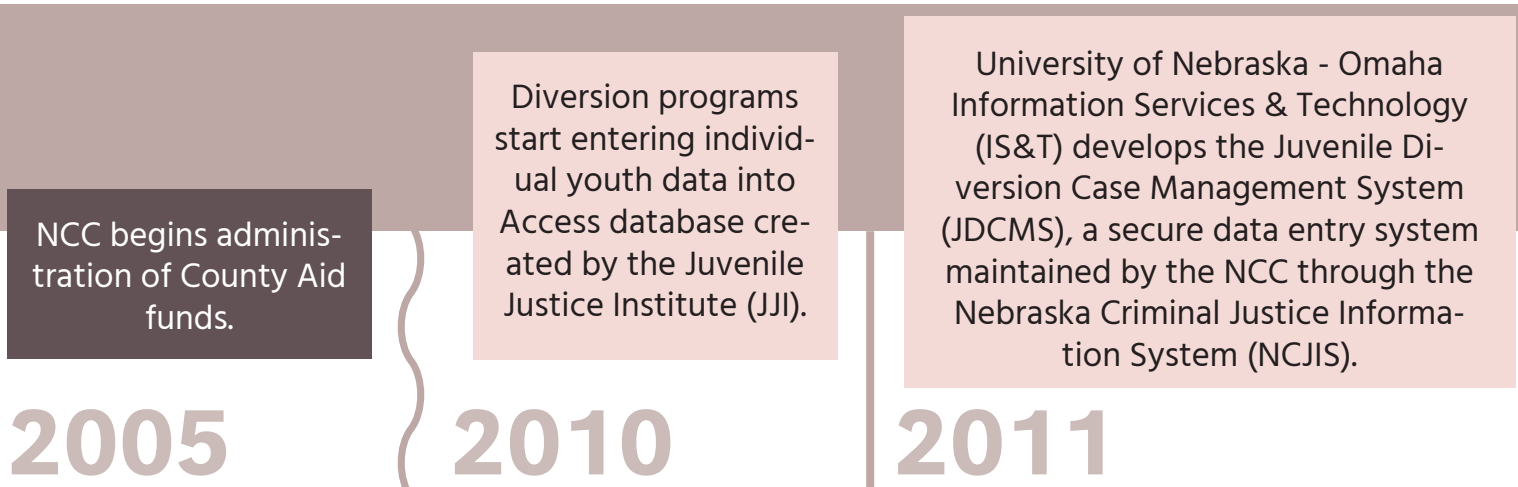 NCC begins adminis-
tration of County Aid
funds.
2005
Diversion programs
start entering individ-
ual youth data into
Access database cre-
ated by the Juvenile
Justice Institute (JJI).
2010
University of Nebraska - Omaha
Information Services & Technology
(IS&T) develops the Juvenile Di-
version Case Management System
(JDCMS), a secure data entry system
maintained by the NCC through the
Nebraska Criminal Justice Informa-
tion System (NCJIS).
2011